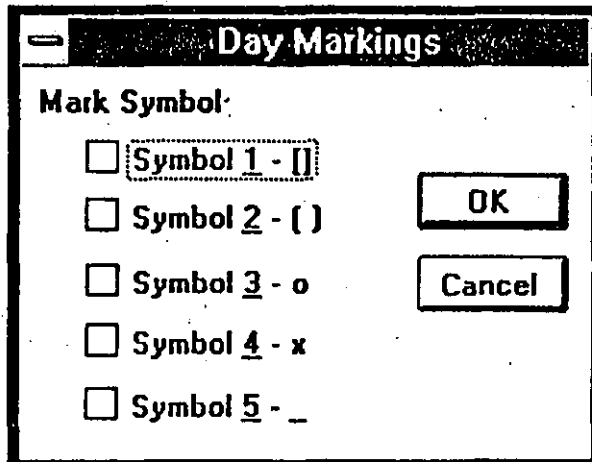 Day Markings
Mark Symbol:
Symbol 1 - []
Symbol 2 - ( )
Symbol 3 - o
Symbol 4 - x
Symbol 5 - _
OK
Cancel